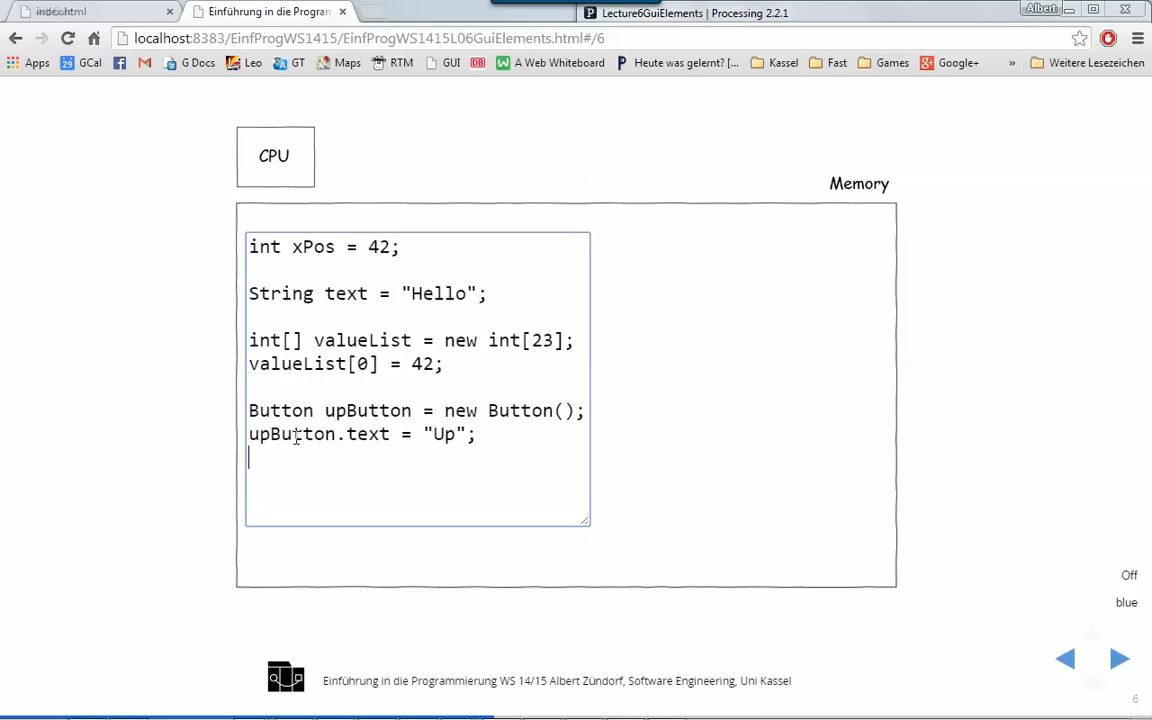 index.html
Einführung in die Program
Lecture6GuiElements | Processing 2.2.1
Albert
localhost:8383/EinfProgWS1415/EinfProgWS1415L06GuiElements.html#/6
Apps GCal G Docs Leo GT Maps RTM GUI DB A Web Whiteboard Heute was gelernt? [... Kassel Fast Games Google+ » Weitere Lesezeichen
CPU
Memory
int xPos = 42;
String text = "Hello";
int[] valueList = new int[23];
valueList[0] = 42;
Button upButton = new Button();
upButton.text = "Up";
Off
blue
Einführung in die Programmierung WS 14/15 Albert Zündorf, Software Engineering, Uni Kassel
6